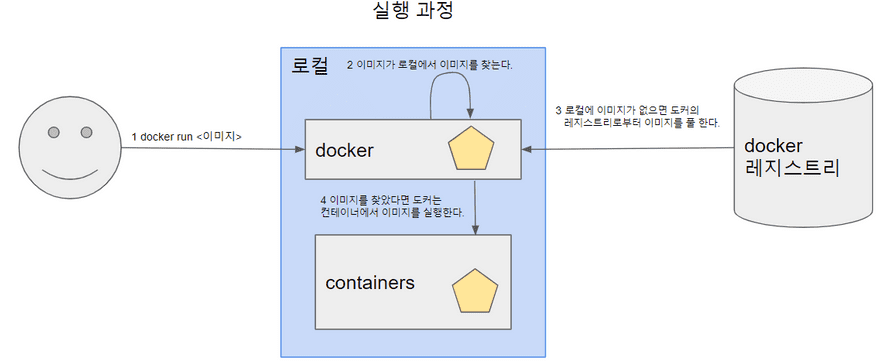 실행 과정
로컬
2 이미지가 로컬에서 이미지를 찾는다.
1 docker run <이미지>
docker
3 로컬에 이미지가 없으면 도커의
레지스트리로부터 이미지를 풀 한다.
docker
레지스트리
4 이미지를 찾았다면 도커는
컨테이너에서 이미지를 실행한다.
containers